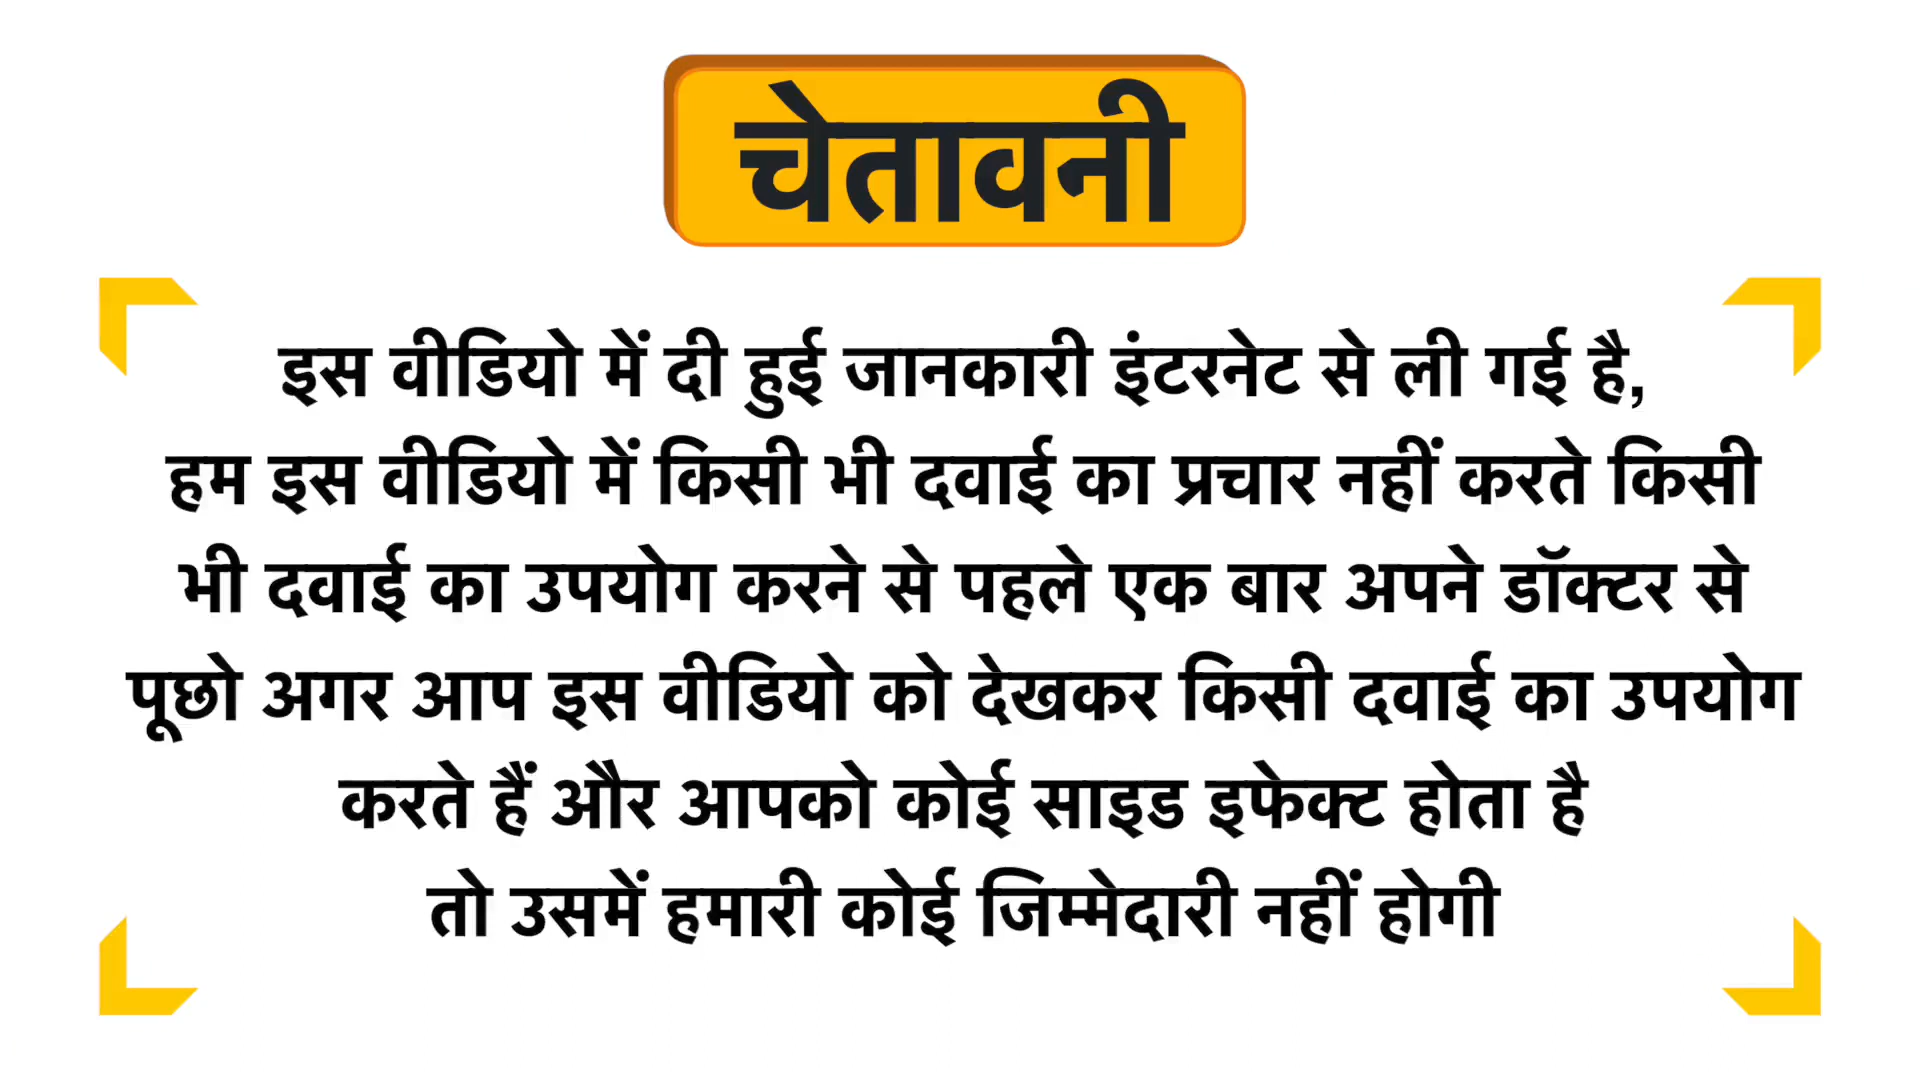 चेतावनी
इस वीडियो में दी हुई जानकारी इंटरनेट से ली गई है,
हम इस वीडियो में किसी भी दवाई का प्रचार नहीं करते किसी
भी दवाई का उपयोग करने से पहले एक बार अपने डॉक्टर से
पूछो अगर आप इस वीडियो को देखकर किसी दवाई का उपयोग
करते हैं और आपको कोई साइड इफेक्ट होता है
तो उसमें हमारी कोई जिम्मेदारी नहीं होगी